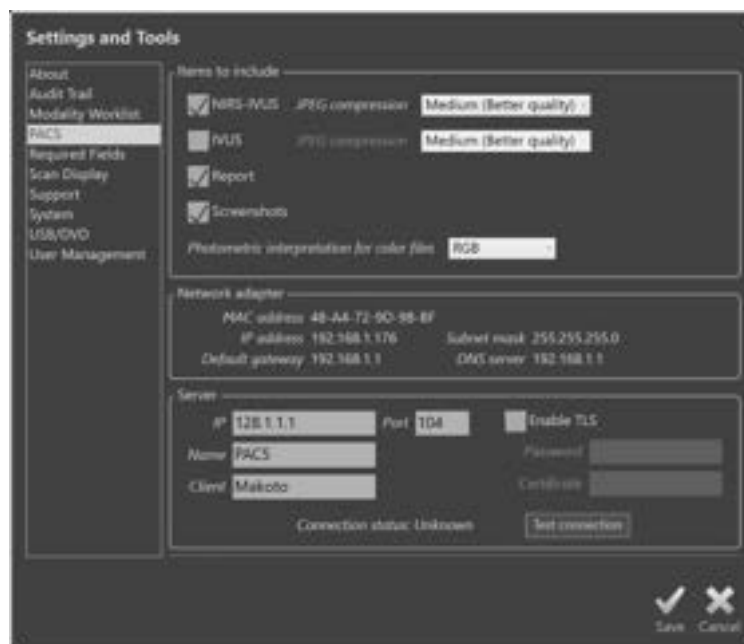 Settings and Tools
About
Audit Trail
Modality Worklist
PACS
Required Fields
Scan Display
Support
System
USB/DVD
User Management
Items to include
NIRS-IVUS JPEG compression Medium (Better quality)
IVUS JPEG compression Medium (Better quality)
Report
Screenshots
Photometric interpretation for color files RGB
Network adapter
MAC address 48-A4-72-9D-98-8F
IP address 192.168.1.176 Subnet mask 255.255.255.0
Default gateway 192.168.1.1 DNS server 192.168.1.1
Server
IP 128.1.1.1 Port 104 Enable TLS
Name PACS Password
Client Makoto Certificate
Connection status: Unknown Test connection
Save Cancel